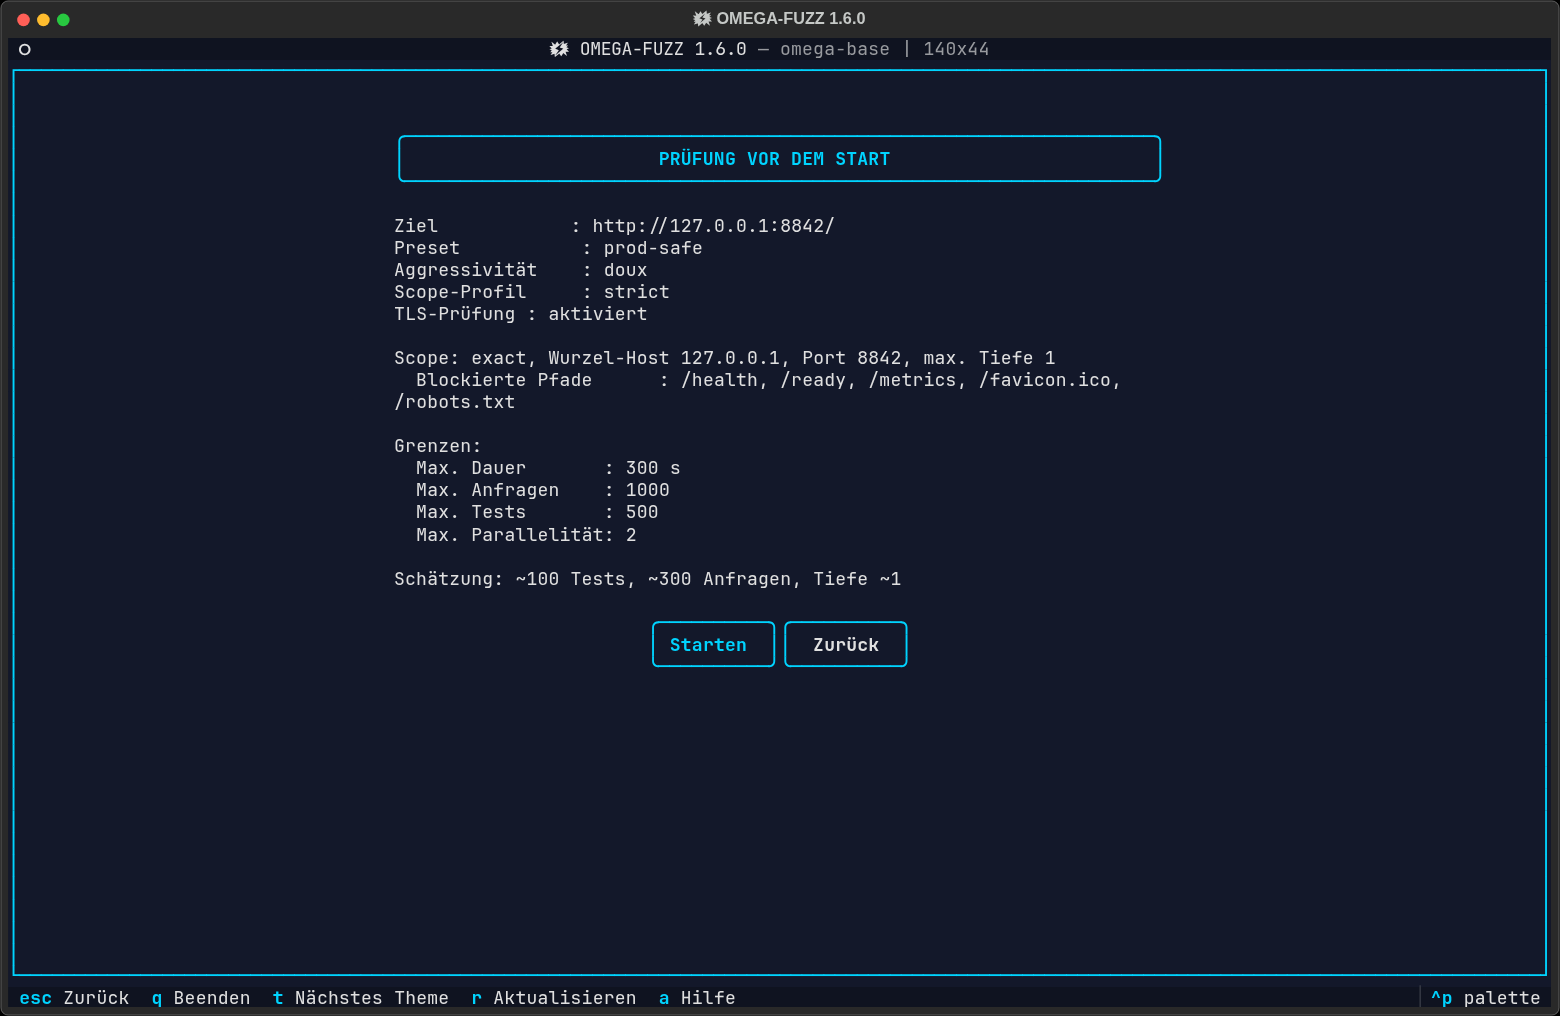 OMEGA-FUZZ 1.6.0
OMEGA-FUZZ 1.6.0 — omega-base | 140x44
PRÜFUNG VOR DEM START
Ziel            : http://127.0.0.1:8842/
Preset           : prod-safe
Aggressivität    : doux
Scope-Profil     : strict
TLS-Prüfung : aktiviert
Scope: exact, Wurzel-Host 127.0.0.1, Port 8842, max. Tiefe 1
  Blockierte Pfade      : /health, /ready, /metrics, /favicon.ico,
/robots.txt
Grenzen:
  Max. Dauer       : 300 s
  Max. Anfragen    : 1000
  Max. Tests       : 500
  Max. Parallelität: 2
Schätzung: ~100 Tests, ~300 Anfragen, Tiefe ~1
Starten   Zurück
esc Zurück  q Beenden  t Nächstes Theme  r Aktualisieren  a Hilfe   ^p palette